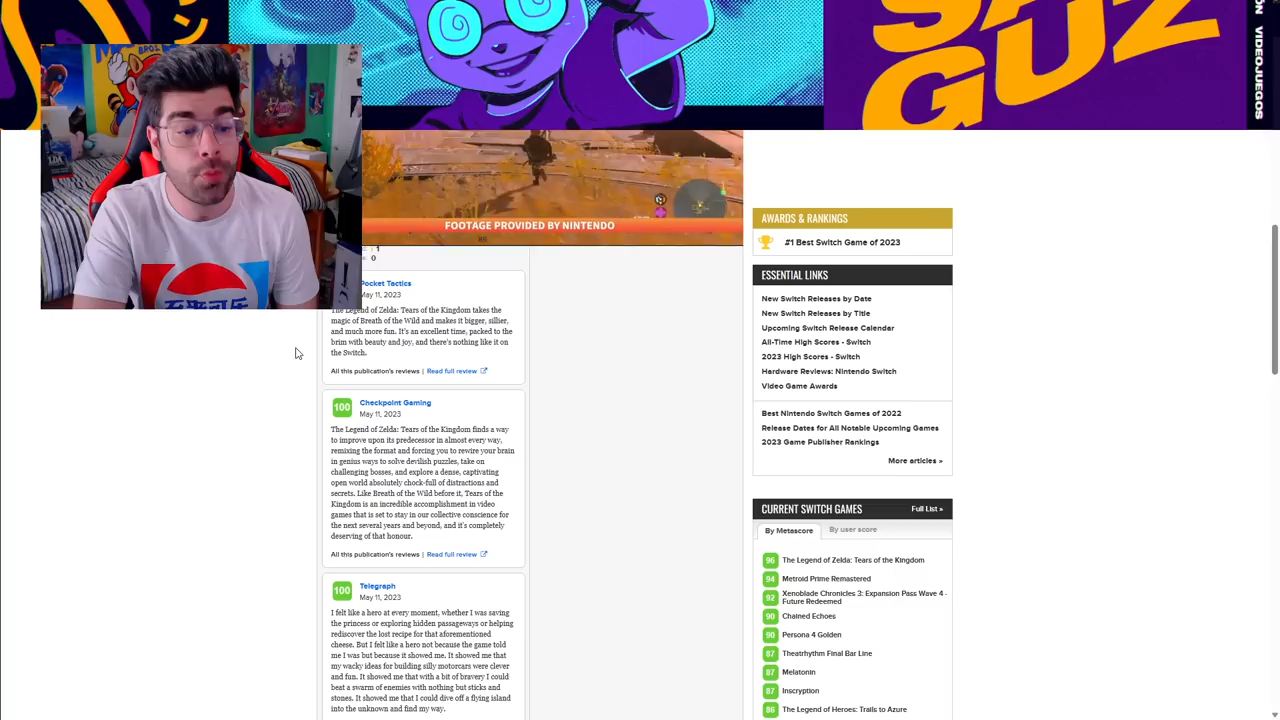 GUZ
VIDEOJUEGOS
BROS.
FOOTAGE PROVIDED BY NINTENDO
1
0
Pocket Tactics
May 11, 2023
The Legend of Zelda: Tears of the Kingdom takes the
magic of Breath of the Wild and makes it bigger, sillier,
and much more fun. It's an excellent time, packed to the
brim with beauty and joy, and there's nothing like it on
the Switch.
All this publication's reviews | Read full review
100
Checkpoint Gaming
May 11, 2023
The Legend of Zelda: Tears of the Kingdom finds a way
to improve upon its predecessor in almost every way,
remixing the format and forcing you to rewire your brain
in genius ways to solve devilish puzzles, take on
challenging bosses, and explore a dense, captivating
open world absolutely chock-full of distractions and
secrets. Like Breath of the Wild before it, Tears of the
Kingdom is an incredible accomplishment in video
games that is set to stay in our collective conscience for
the next several years and beyond, and it's completely
deserving of that honour.
All this publication's reviews | Read full review
100
Telegraph
May 11, 2023
I felt like a hero at every moment, whether I was saving
the princess or exploring hidden passageways or helping
rediscover the lost recipe for that aforementioned
cheese. But I felt like a hero not because the game told
me I was but because it showed me. It showed me that
my wacky ideas for building silly motorcars were clever
and fun. It showed me that with a bit of bravery I could
beat a swarm of enemies with nothing but sticks and
stones. It showed me that I could dive off a flying island
into the unknown and find my way.
AWARDS & RANKINGS
#1 Best Switch Game of 2023
ESSENTIAL LINKS
New Switch Releases by Date
New Switch Releases by Title
Upcoming Switch Release Calendar
All-Time High Scores - Switch
2023 High Scores - Switch
Hardware Reviews: Nintendo Switch
Video Game Awards
Best Nintendo Switch Games of 2022
Release Dates for All Notable Upcoming Games
2023 Game Publisher Rankings
More articles »
CURRENT SWITCH GAMES Full List »
By Metascore By user score
96 The Legend of Zelda: Tears of the Kingdom
94 Metroid Prime Remastered
92 Xenoblade Chronicles 3: Expansion Pass Wave 4 -
Future Redeemed
90 Chained Echoes
90 Persona 4 Golden
87 Theatrhythm Final Bar Line
87 Melatonin
87 Inscryption
86 The Legend of Heroes: Trails to Azure